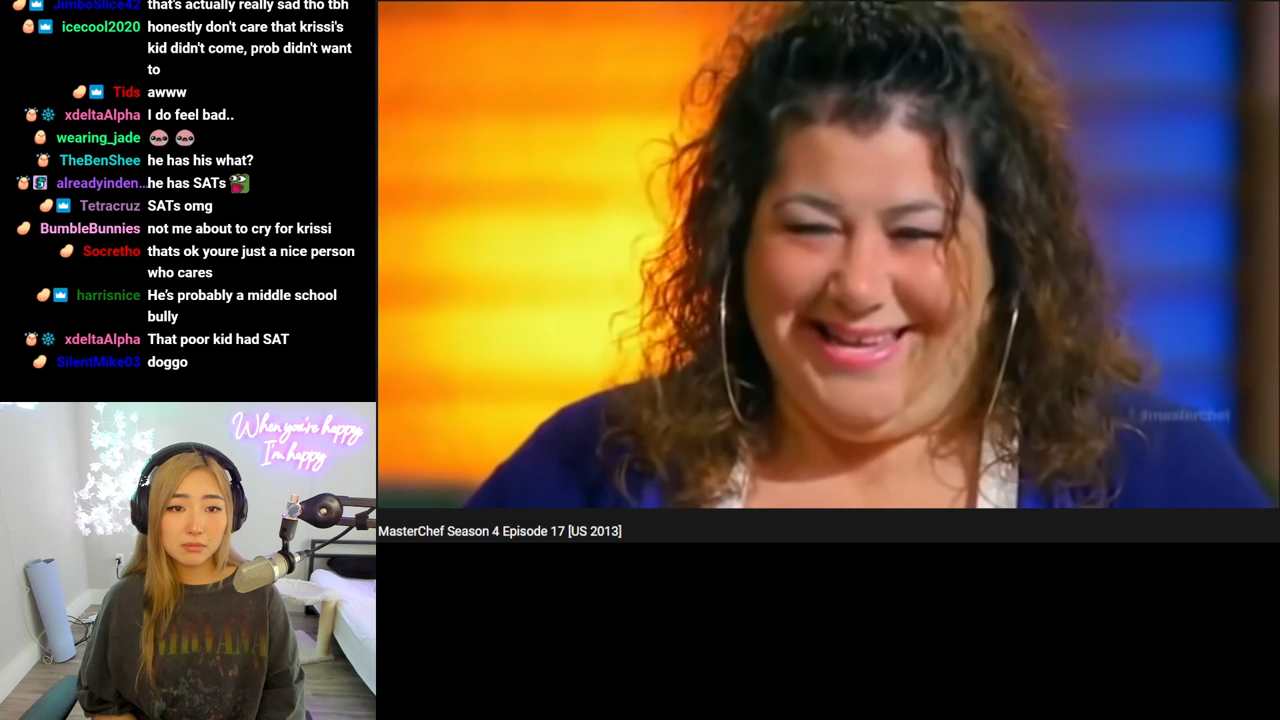 JimboSlice42 that's actually really sad tho tbh
icecool2020 honestly don't care that krissi's
kid didn't come, prob didn't want
to
Tids awww
xdeltaAlpha I do feel bad..
wearing_jade
TheBenShee he has his what?
alreadyinden... he has SATs
Tetracruz SATs omg
BumbleBunnies not me about to cry for krissi
Socretho thats ok youre just a nice person
who cares
harrisnice He's probably a middle school
bully
xdeltaAlpha That poor kid had SAT
SilentMike03 doggo
When you're happy
I'm happy
NIRVANA
#masterchef
MasterChef Season 4 Episode 17 [US 2013]